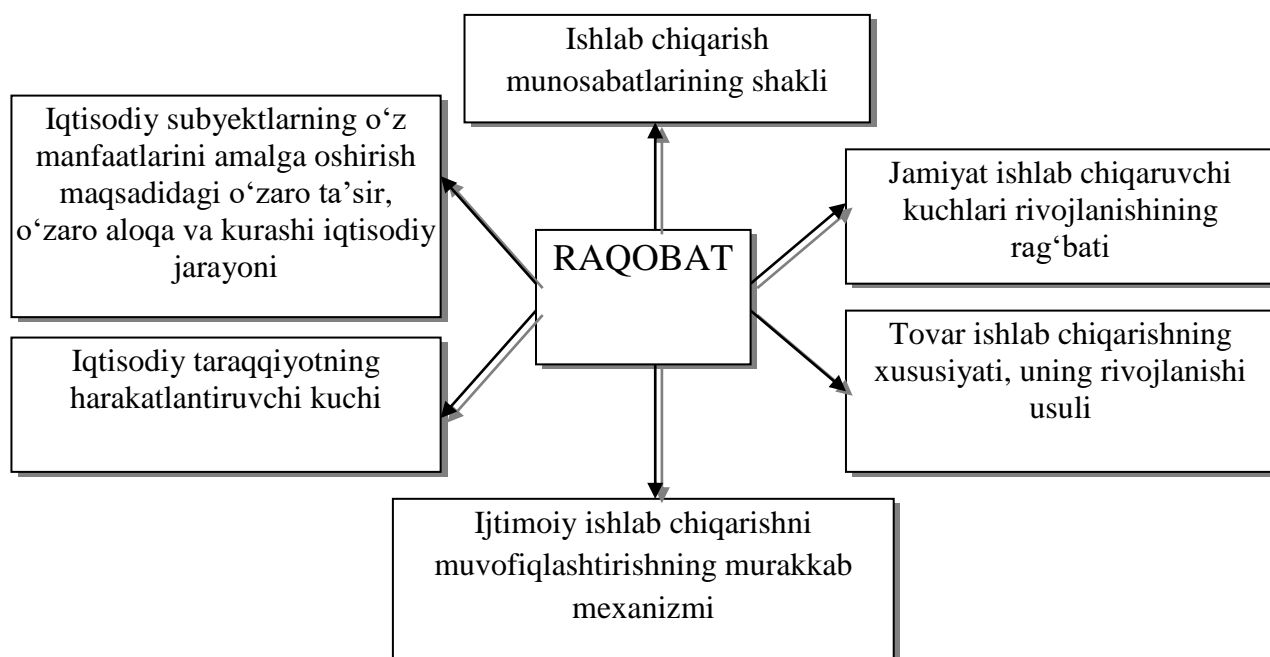 Ishlab chiqarish
munosabatlarining shakli
Iqtisodiy subyektlarning o‘z
manfaatlarini amalga oshirish
maqsadidagi o‘zaro ta’sir,
o‘zaro aloqa va kurashi iqtisodiy
jarayoni
Jamiyat ishlab chiqaruvchi
kuchlari rivojlanishining
rag‘bati
RAQOBAT
Iqtisodiy taraqqiyotning
harakatlantiruvchi kuchi
Tovar ishlab chiqarishning
xususiyati, uning rivojlanishi
usuli
Ijtimoiy ishlab chiqarishni
muvofiqlashtirishning murakkab
mexanizmi